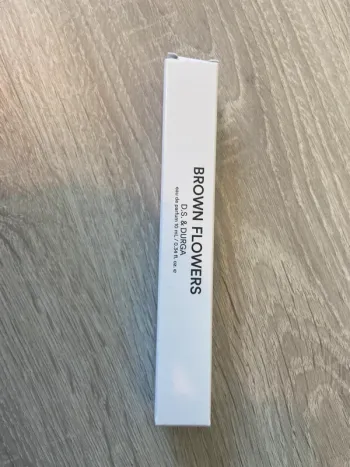 BROWN FLOWERS
D.S. & DURGA
eau de parfum 10 mL / 0.34 fl. oz. e